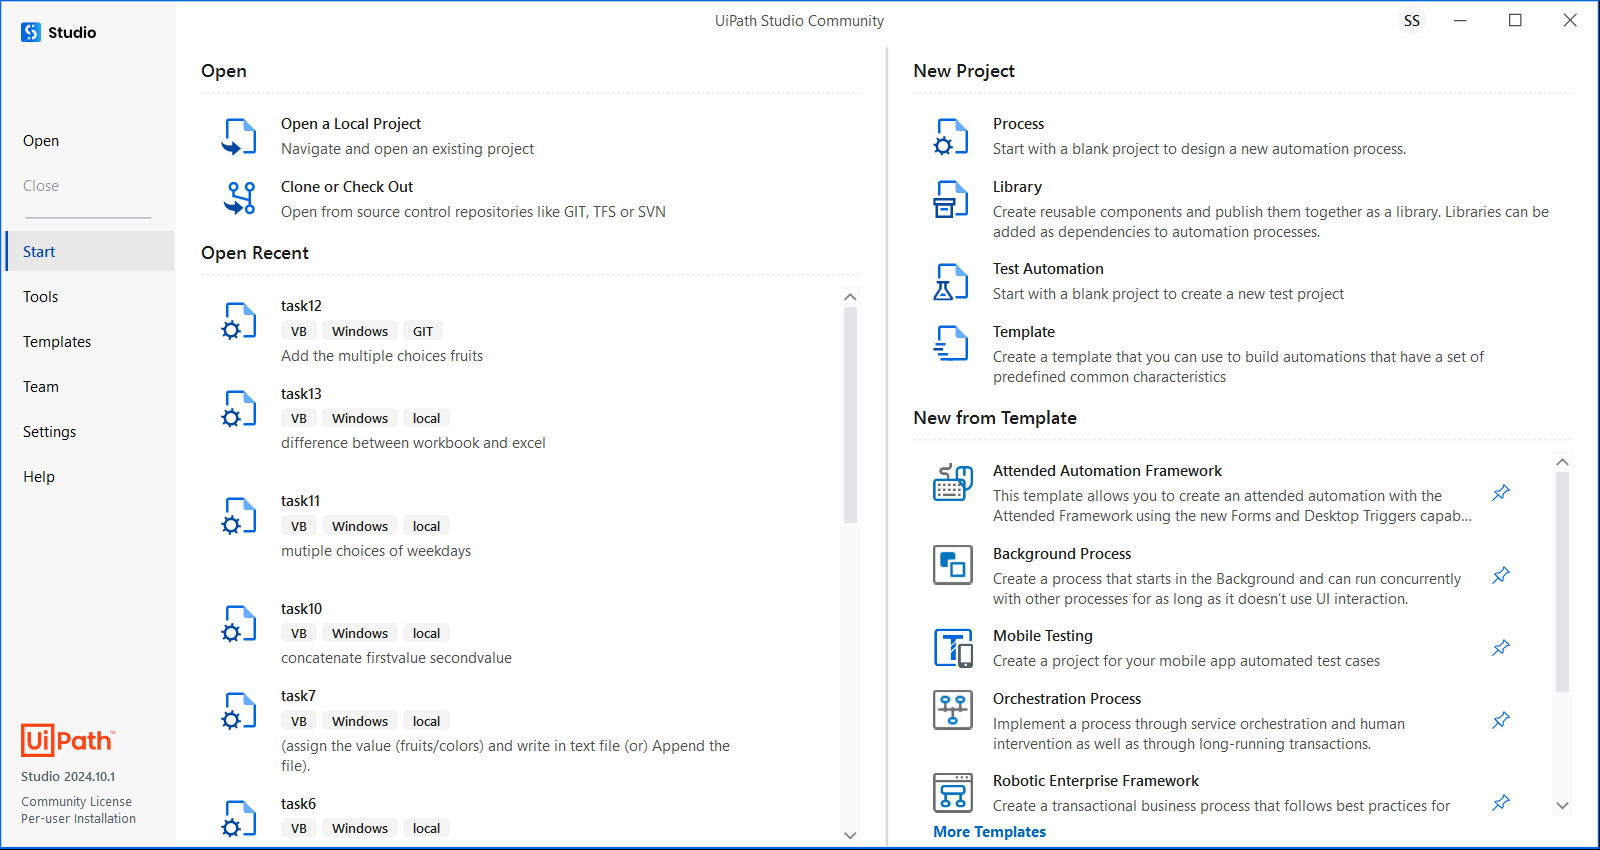 Studio
UiPath Studio Community
SS
Open
Close
Start
Tools
Templates
Team
Settings
Help
UiPath™
Studio 2024.10.1
Community License
Per-user Installation
Open
Open a Local Project
Navigate and open an existing project
Clone or Check Out
Open from source control repositories like GIT, TFS or SVN
Open Recent
task12
VB Windows GIT
Add the multiple choices fruits
task13
VB Windows local
difference between workbook and excel
task11
VB Windows local
mutiple choices of weekdays
task10
VB Windows local
concatenate firstvalue secondvalue
task7
VB Windows local
(assign the value (fruits/colors) and write in text file (or) Append the
file).
task6
VB Windows local
New Project
Process
Start with a blank project to design a new automation process.
Library
Create reusable components and publish them together as a library. Libraries can be
added as dependencies to automation processes.
Test Automation
Start with a blank project to create a new test project
Template
Create a template that you can use to build automations that have a set of
predefined common characteristics
New from Template
Attended Automation Framework
This template allows you to create an attended automation with the
Attended Framework using the new Forms and Desktop Triggers capab...
Background Process
Create a process that starts in the Background and can run concurrently
with other processes for as long as it doesn't use UI interaction.
Mobile Testing
Create a project for your mobile app automated test cases
Orchestration Process
Implement a process through service orchestration and human
intervention as well as through long-running transactions.
Robotic Enterprise Framework
Create a transactional business process that follows best practices for
More Templates